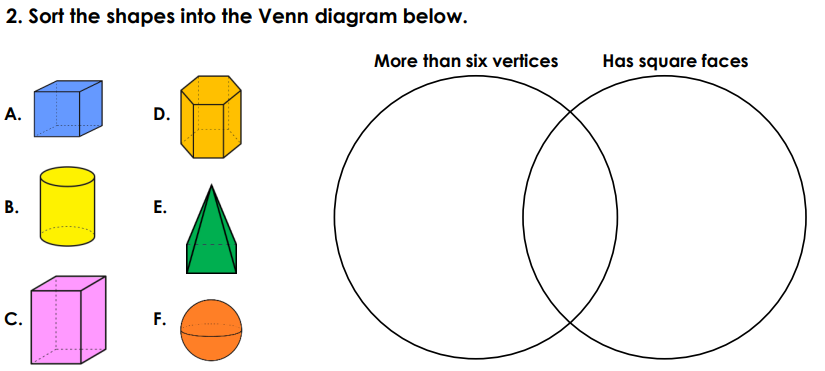 2. Sort the shapes into the Venn diagram below.
More than six vertices Has square faces
A. D.
B. E.
C. F.